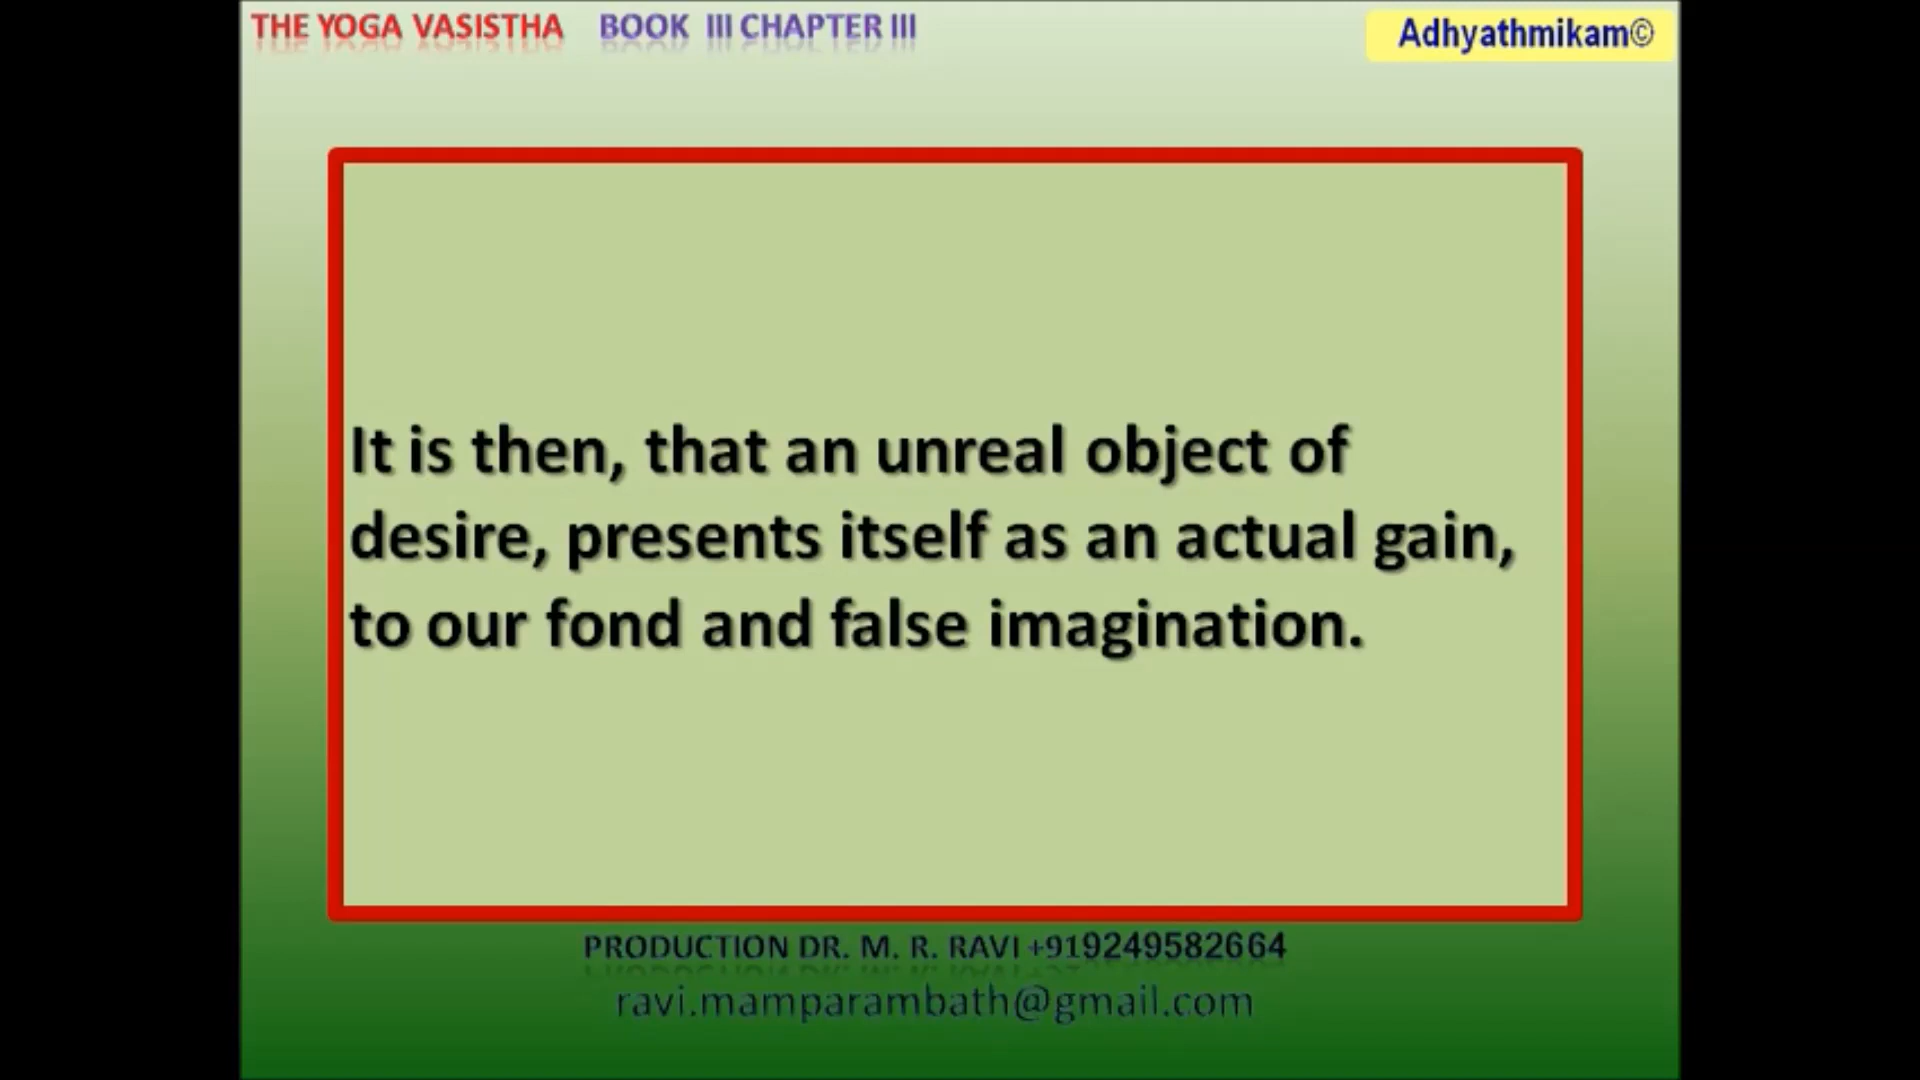 THE YOGA VASISTHA BOOK III CHAPTER III
Adhyathmikam©
It is then, that an unreal object of
desire, presents itself as an actual gain,
to our fond and false imagination.
PRODUCTION DR. M. R. RAVI +919249582664
ravi.mamparambath@gmail.com